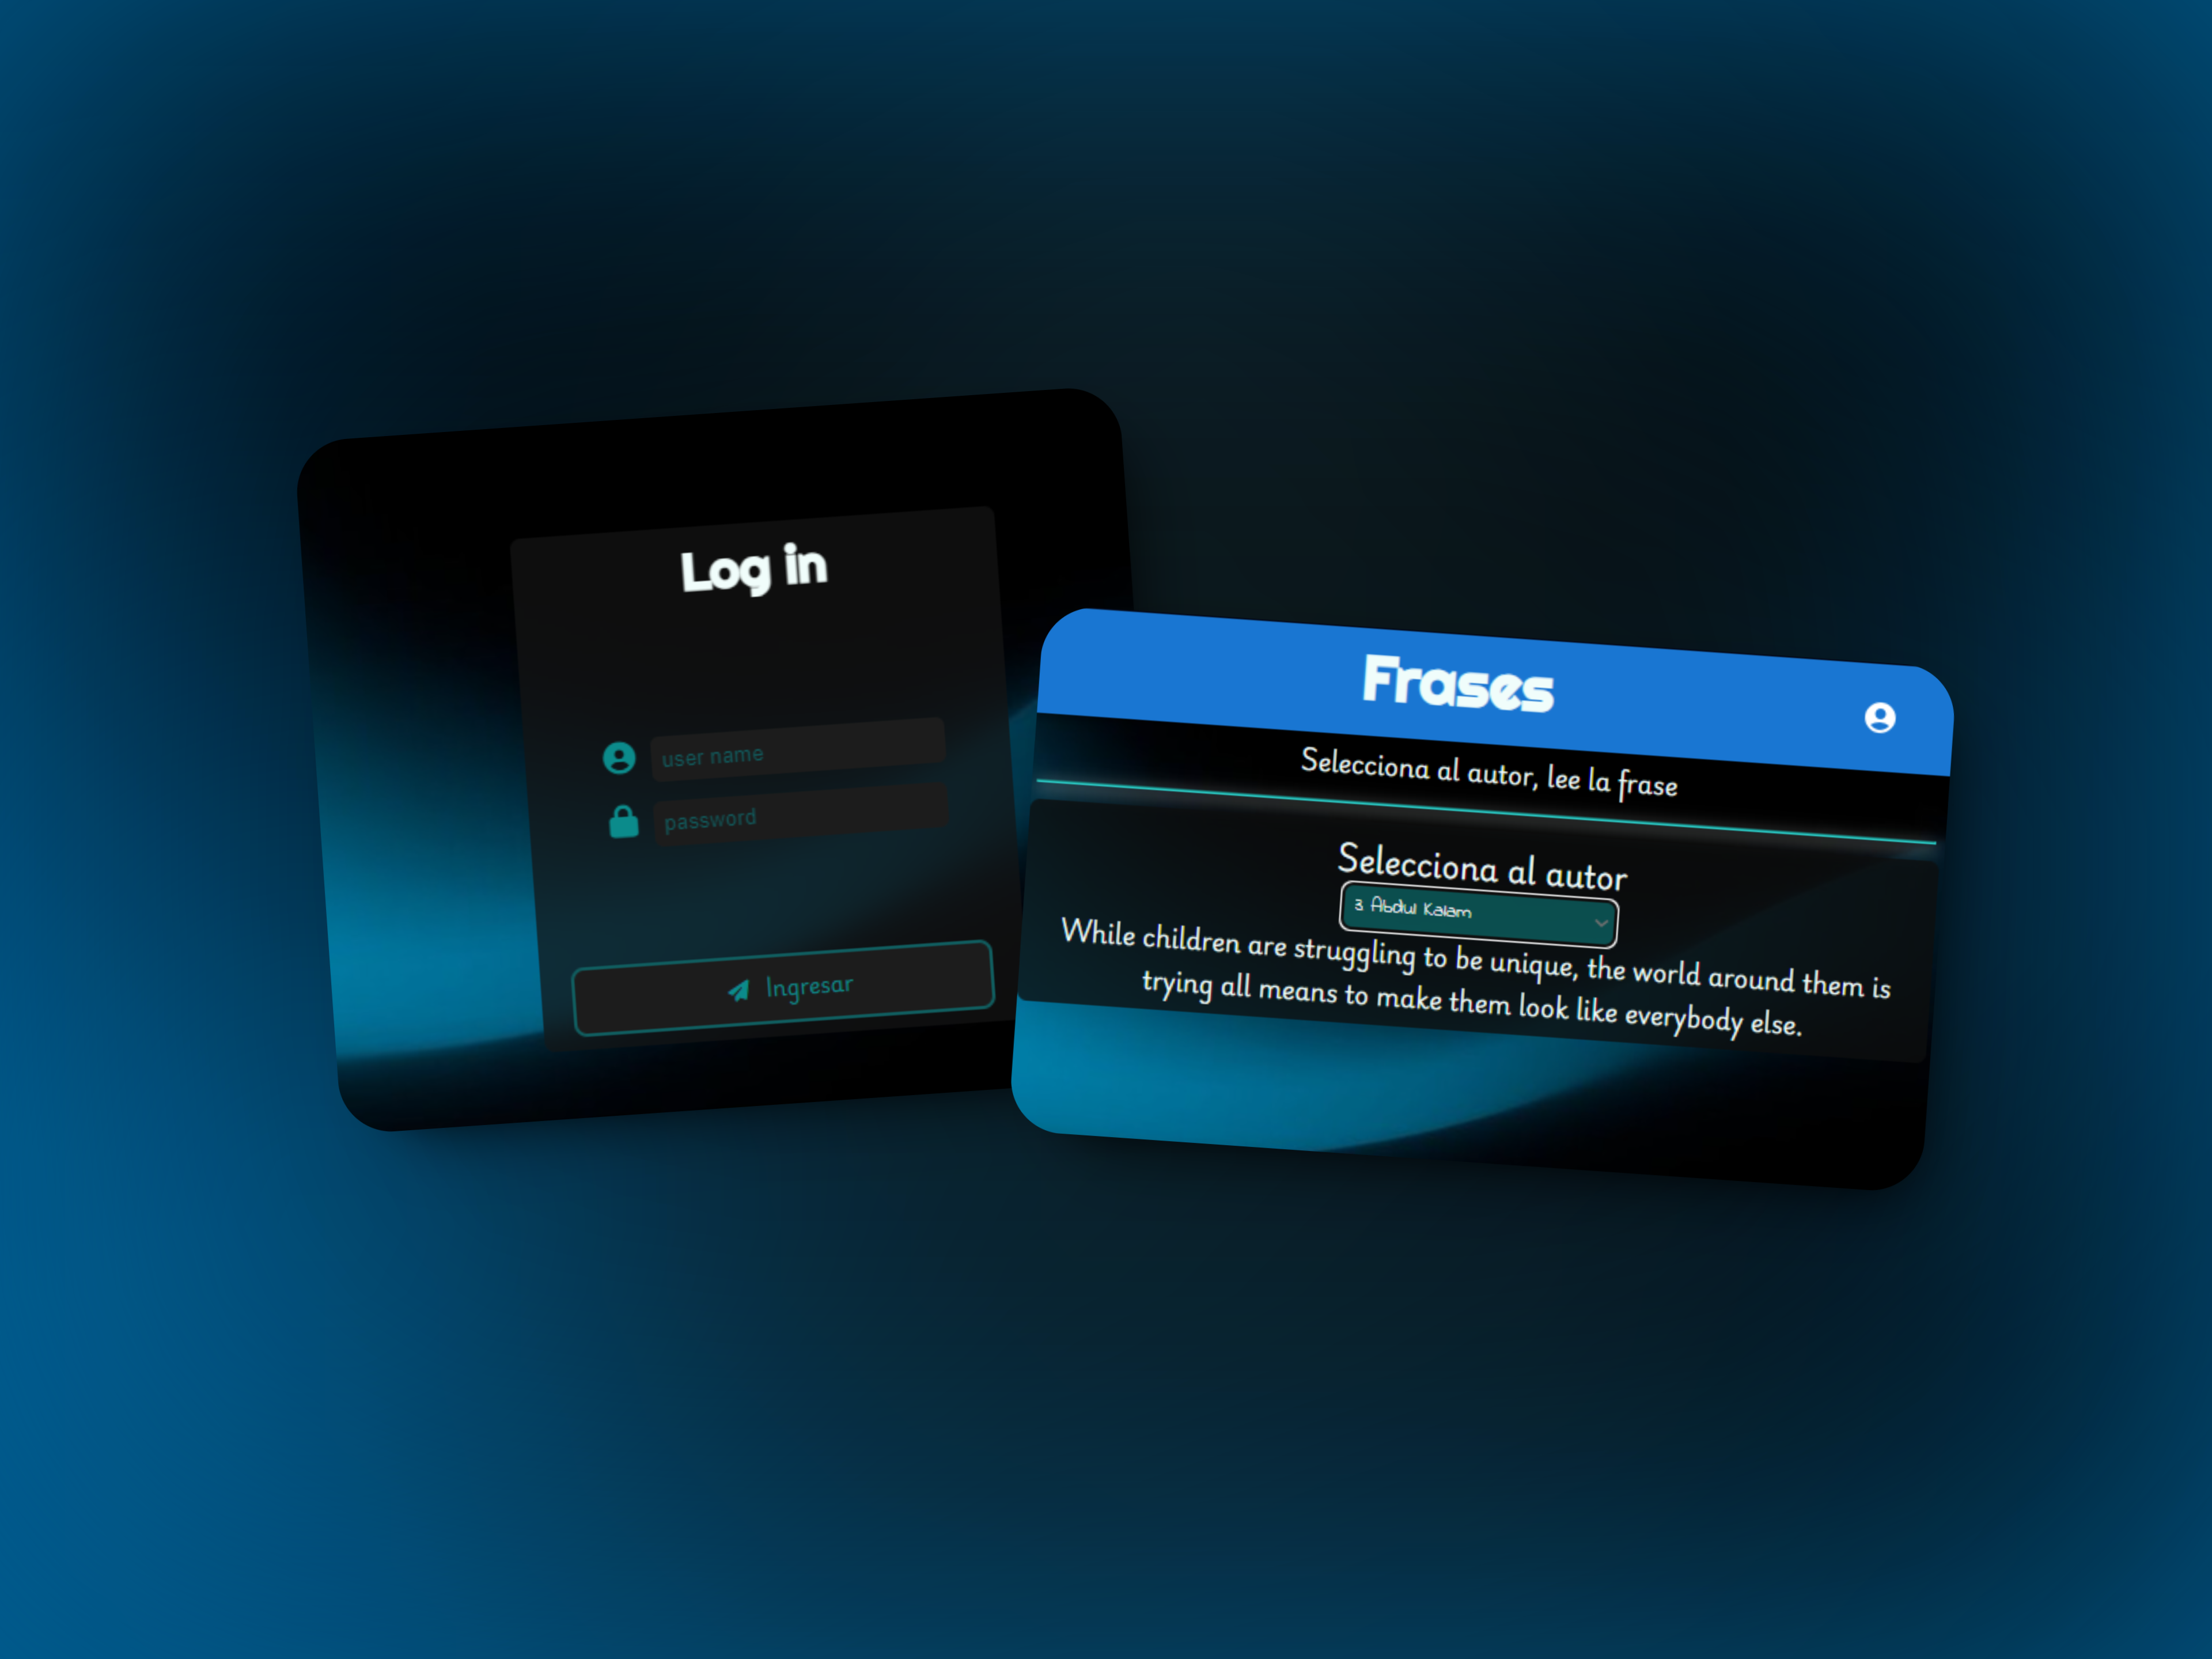 Log in
user name
password
Ingresar
Frases
Selecciona al autor, lee la frase
Selecciona al autor
3 Abdul Kalam
While children are struggling to be unique, the world around them is
trying all means to make them look like everybody else.